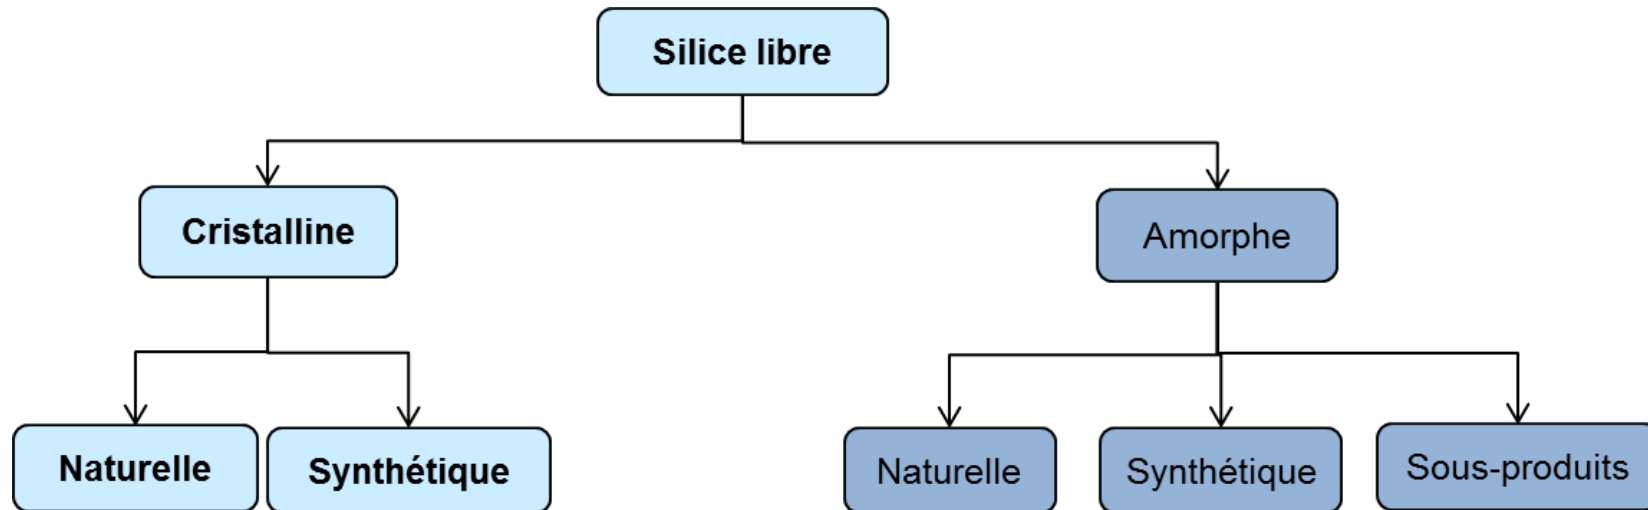 Silice libre
Cristalline
Amorphe
Naturelle
Synthétique
Naturelle
Synthétique
Sous-produits